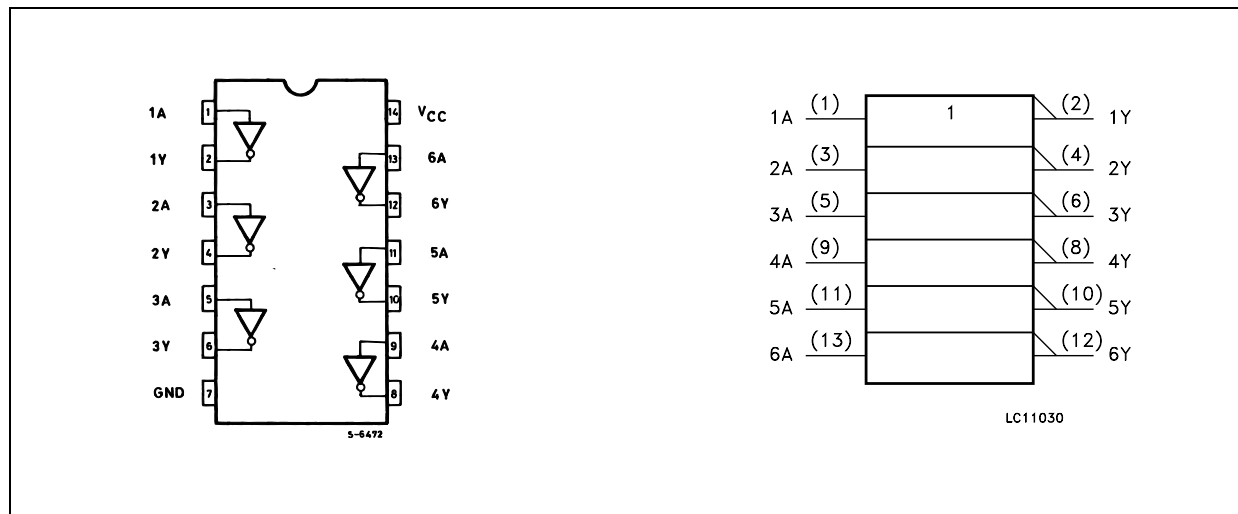 1A 1 14 VCC
1Y 2 13 6A
2A 3 12 6Y
2Y 4 11 5A
3A 5 10 5Y
3Y 6 9 4A
GND 7 8 4Y
S-6472
1A (1) 1 (2) 1Y
2A (3) (4) 2Y
3A (5) (6) 3Y
4A (9) (8) 4Y
5A (11) (10) 5Y
6A (13) (12) 6Y
LC11030